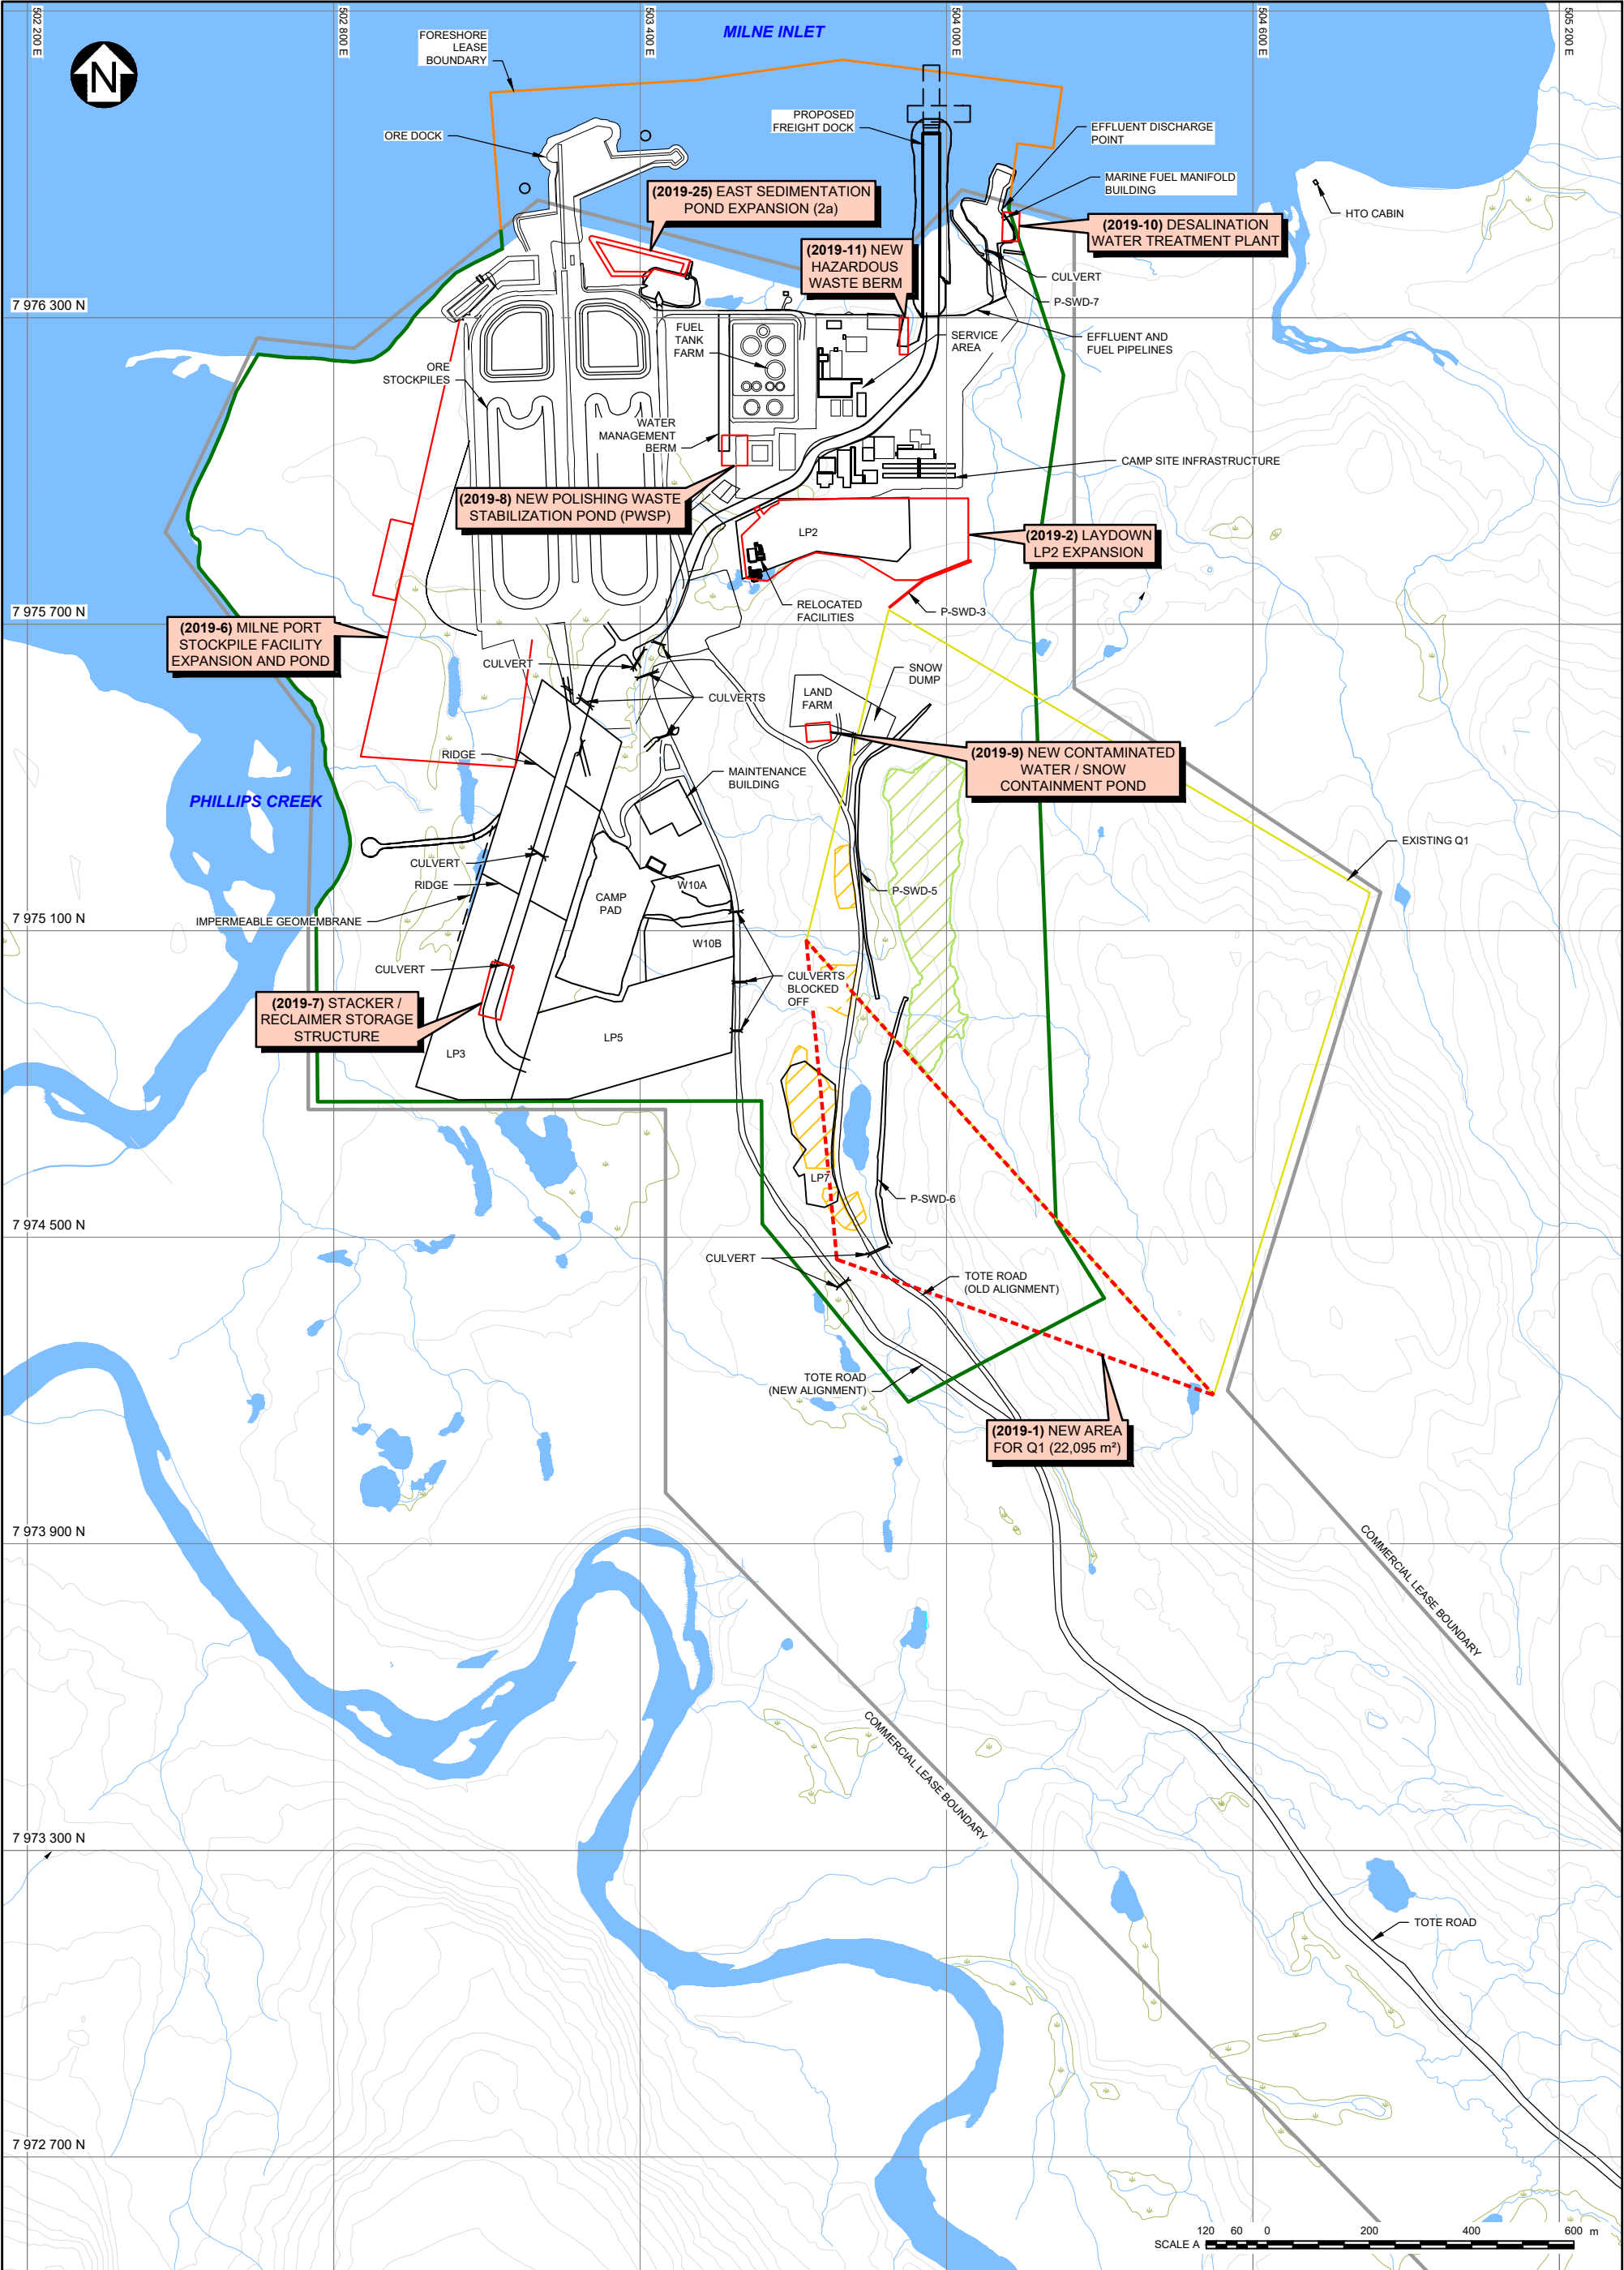 502 200 E
502 800 E
503 400 E
504 000 E
504 600 E
505 200 E
MILNE INLET
N
FORESHORE
LEASE
BOUNDARY
ORE DOCK
PROPOSED
FREIGHT DOCK
EFFLUENT DISCHARGE
POINT
MARINE FUEL MANIFOLD
BUILDING
HTO CABIN
(2019-25) EAST SEDIMENTATION
POND EXPANSION (2a)
(2019-10) DESALINATION
WATER TREATMENT PLANT
(2019-11) NEW
HAZARDOUS
WASTE BERM
CULVERT
P-SWD-7
7 976 300 N
FUEL
TANK
FARM
SERVICE
AREA
EFFLUENT AND
FUEL PIPELINES
ORE
STOCKPILES
WATER
MANAGEMENT
BERM
CAMP SITE INFRASTRUCTURE
(2019-8) NEW POLISHING WASTE
STABILIZATION POND (PWSP)
LP2
(2019-2) LAYDOWN
LP2 EXPANSION
7 975 700 N
RELOCATED
FACILITIES
P-SWD-3
(2019-6) MILNE PORT
STOCKPILE FACILITY
EXPANSION AND POND
CULVERT
CULVERTS
LAND
FARM
SNOW
DUMP
RIDGE
MAINTENANCE
BUILDING
(2019-9) NEW CONTAMINATED
WATER / SNOW
CONTAINMENT POND
PHILLIPS CREEK
EXISTING Q1
CULVERT
RIDGE
CAMP
PAD
W10A
P-SWD-5
7 975 100 N
IMPERMEABLE GEOMEMBRANE
W10B
CULVERT
CULVERTS
BLOCKED
OFF
(2019-7) STACKER /
RECLAIMER STORAGE
STRUCTURE
LP3
LP5
LP7
P-SWD-6
7 974 500 N
CULVERT
TOTE ROAD
(OLD ALIGNMENT)
TOTE ROAD
(NEW ALIGNMENT)
(2019-1) NEW AREA
FOR Q1 (22,095 m²)
7 973 900 N
COMMERCIAL LEASE BOUNDARY
COMMERCIAL LEASE BOUNDARY
7 973 300 N
TOTE ROAD
7 972 700 N
120 60 0 200 400 600 m
SCALE A